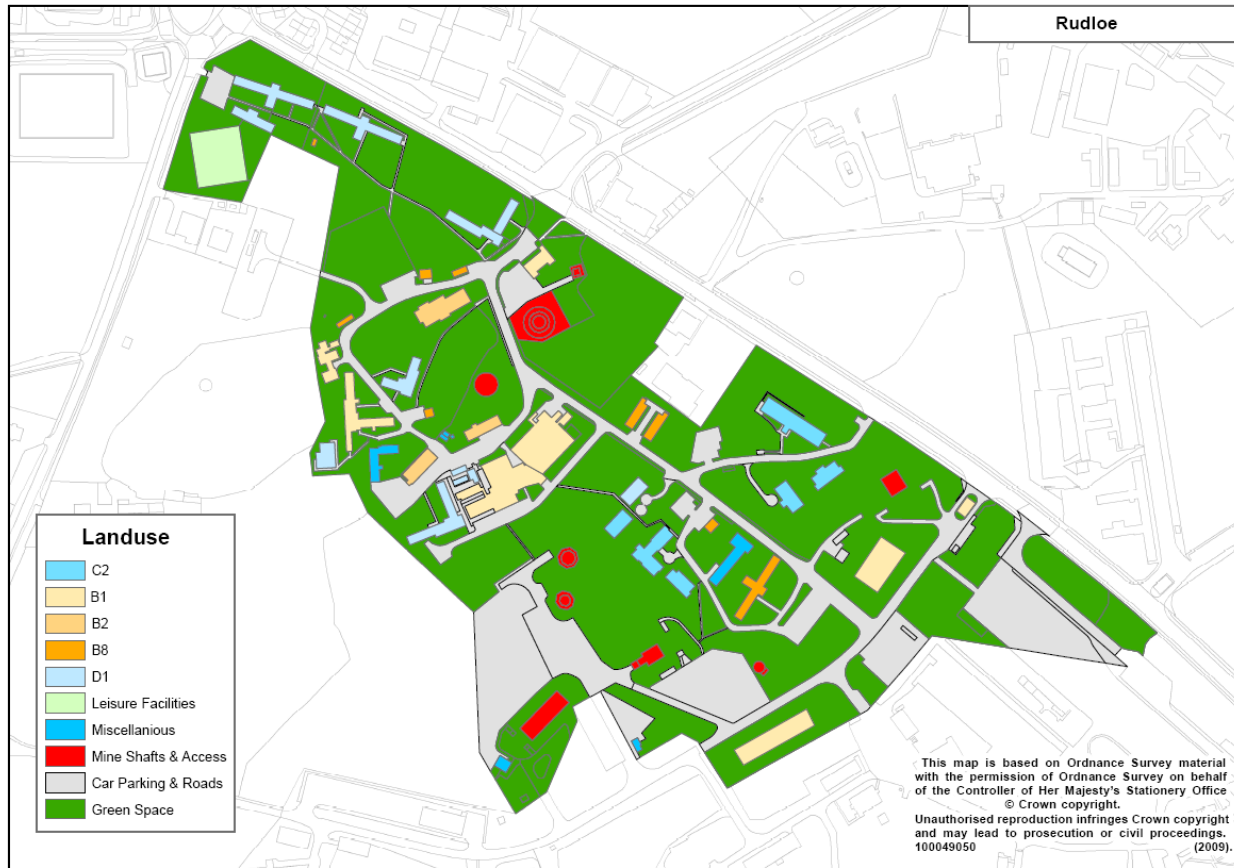 Rudloe
Landuse
C2
B1
B2
B8
D1
Leisure Facilities
Miscellanious
Mine Shafts & Access
Car Parking & Roads
Green Space
This map is based on Ordnance Survey material
with the permission of Ordnance Survey on behalf
of the Controller of Her Majesty's Stationery Office
© Crown copyright.
Unauthorised reproduction infringes Crown copyright
and may lead to prosecution or civil proceedings.
100049050 (2009).